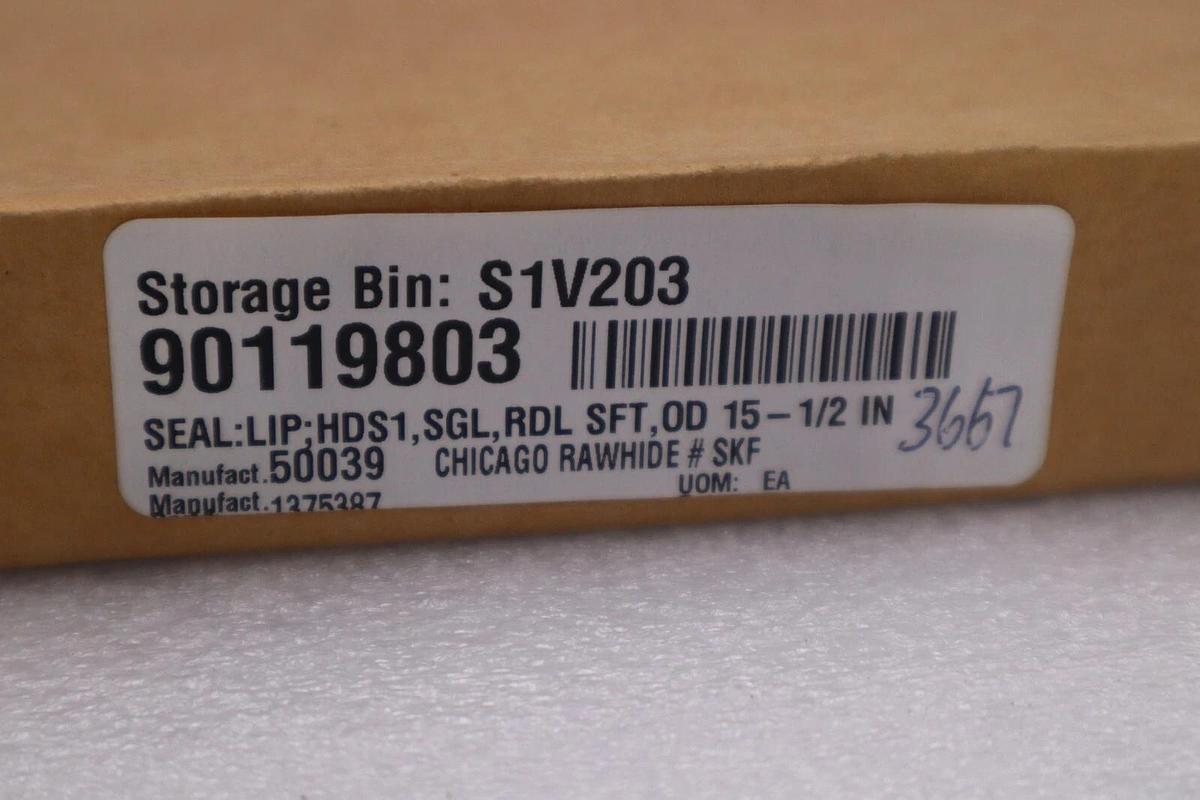 Storage Bin: S1V203
90119803
SEAL:LIP;HDS1,SGL,RDL SFT,OD 15-1/2 IN 3667
Manufact.50039 CHICAGO RAWHIDE # SKF
Manufact.1375387 UOM: EA